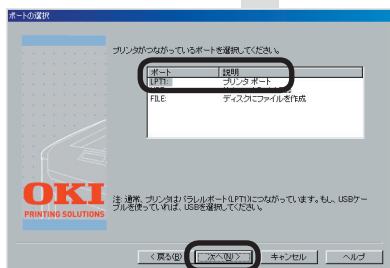 ポートの選択
プリンタがつながっているポートを選択してください。
ポート 説明
LPT1: プリンタ ポート
FILE: ディスクにファイルを作成
OKI
PRINTING SOLUTIONS
注: 通常、プリンタはパラレルポート(LPT1)につながっています。もし、USBケー
ブルを使っていれば、USBを選択してください。
< 戻る(B) 次へ(N) > キャンセル ヘルプ